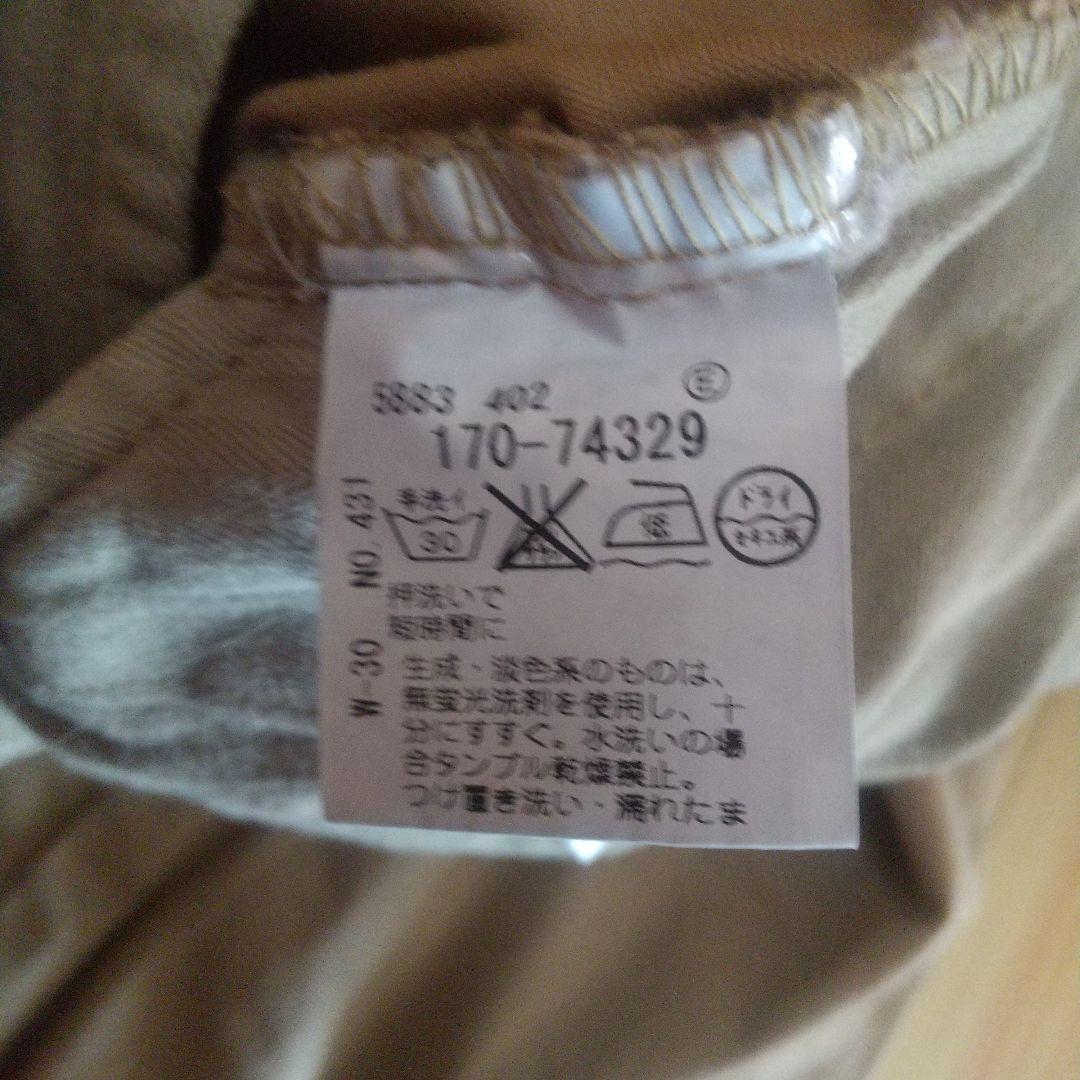 5883 402 Ⓔ
170-74329
手洗イ 30
低
ドライ
セキユ系
押洗いで
短時間に
生成・淡色系のものは、
無蛍光洗剤を使用し、十
分にすすぐ。水洗いの場
合タンブル乾燥禁止。
つけ置き洗い・濡れたま
W-30 NO.431